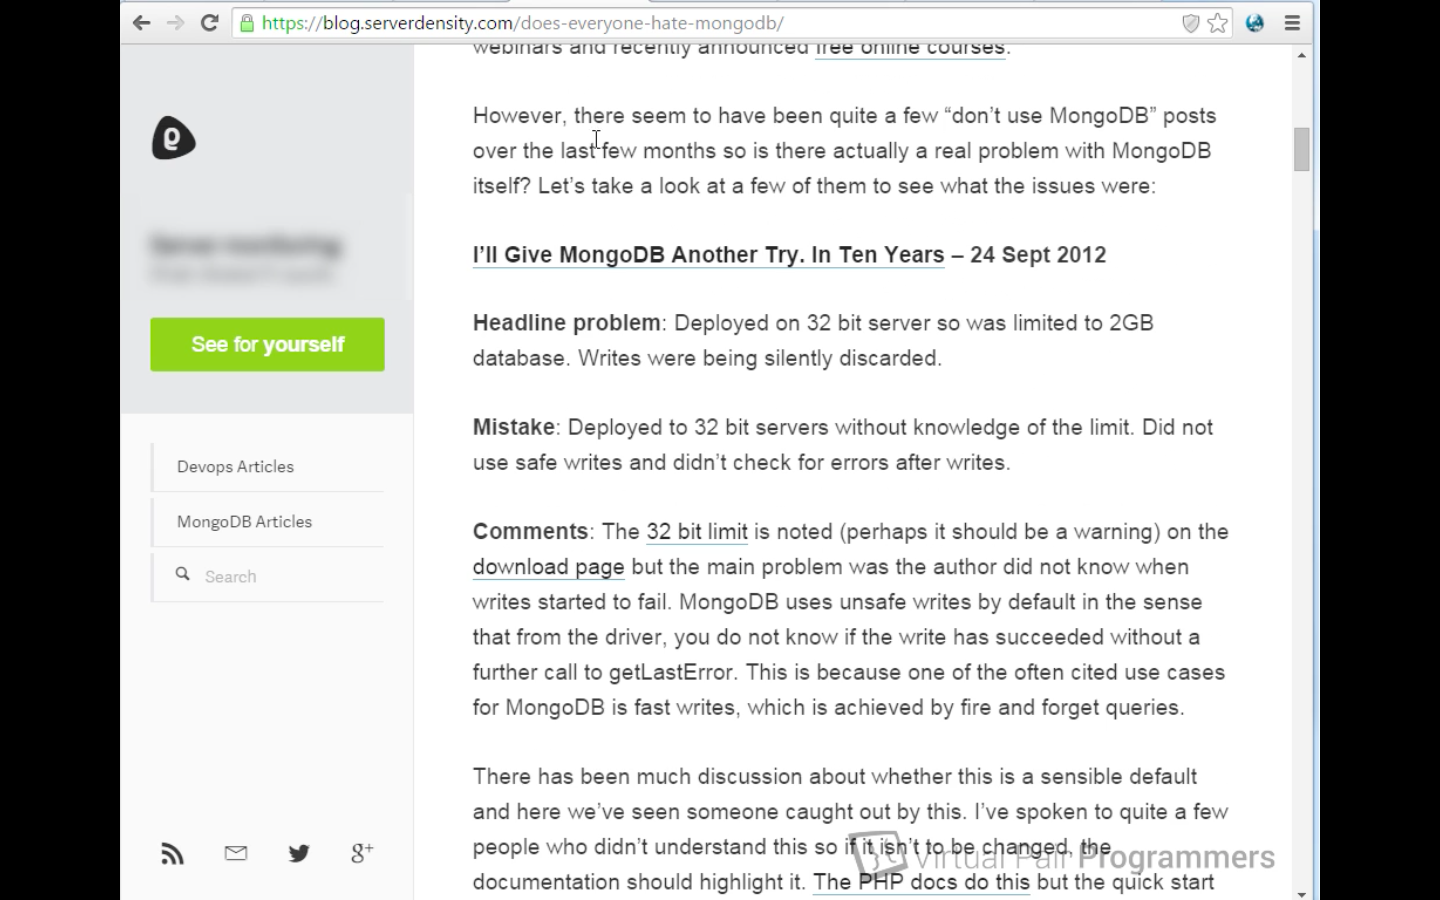 https://blog.serverdensity.com/does-everyone-hate-mongodb/
webinars and recently announced free online courses.
However, there seem to have been quite a few “don’t use MongoDB” posts
over the last few months so is there actually a real problem with MongoDB
itself? Let’s take a look at a few of them to see what the issues were:
I’ll Give MongoDB Another Try. In Ten Years – 24 Sept 2012
Headline problem: Deployed on 32 bit server so was limited to 2GB
database. Writes were being silently discarded.
Mistake: Deployed to 32 bit servers without knowledge of the limit. Did not
use safe writes and didn’t check for errors after writes.
Comments: The 32 bit limit is noted (perhaps it should be a warning) on the
download page but the main problem was the author did not know when
writes started to fail. MongoDB uses unsafe writes by default in the sense
that from the driver, you do not know if the write has succeeded without a
further call to getLastError. This is because one of the often cited use cases
for MongoDB is fast writes, which is achieved by fire and forget queries.
There has been much discussion about whether this is a sensible default
and here we’ve seen someone caught out by this. I’ve spoken to quite a few
people who didn’t understand this so if it isn’t to be changed, the
documentation should highlight it. The PHP docs do this but the quick start
Server monitoring
See for yourself
Devops Articles
MongoDB Articles
Search
g+
Virtual Pair Programmers